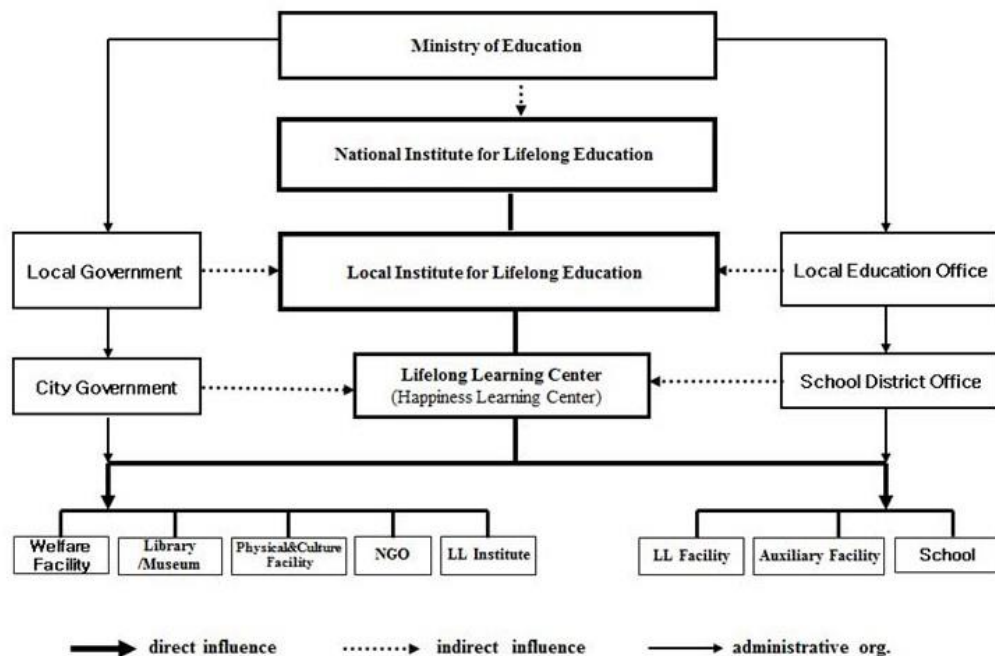 Ministry of Education
National Institute for Lifelong Education
Local Government
Local Institute for Lifelong Education
Local Education Office
City Government
Lifelong Learning Center
(Happiness Learning Center)
School District Office
Welfare
Facility
Library
/Museum
Physical&Culture
Facility
NGO
LL Institute
LL Facility
Auxiliary Facility
School
direct influence
indirect influence
administrative org.